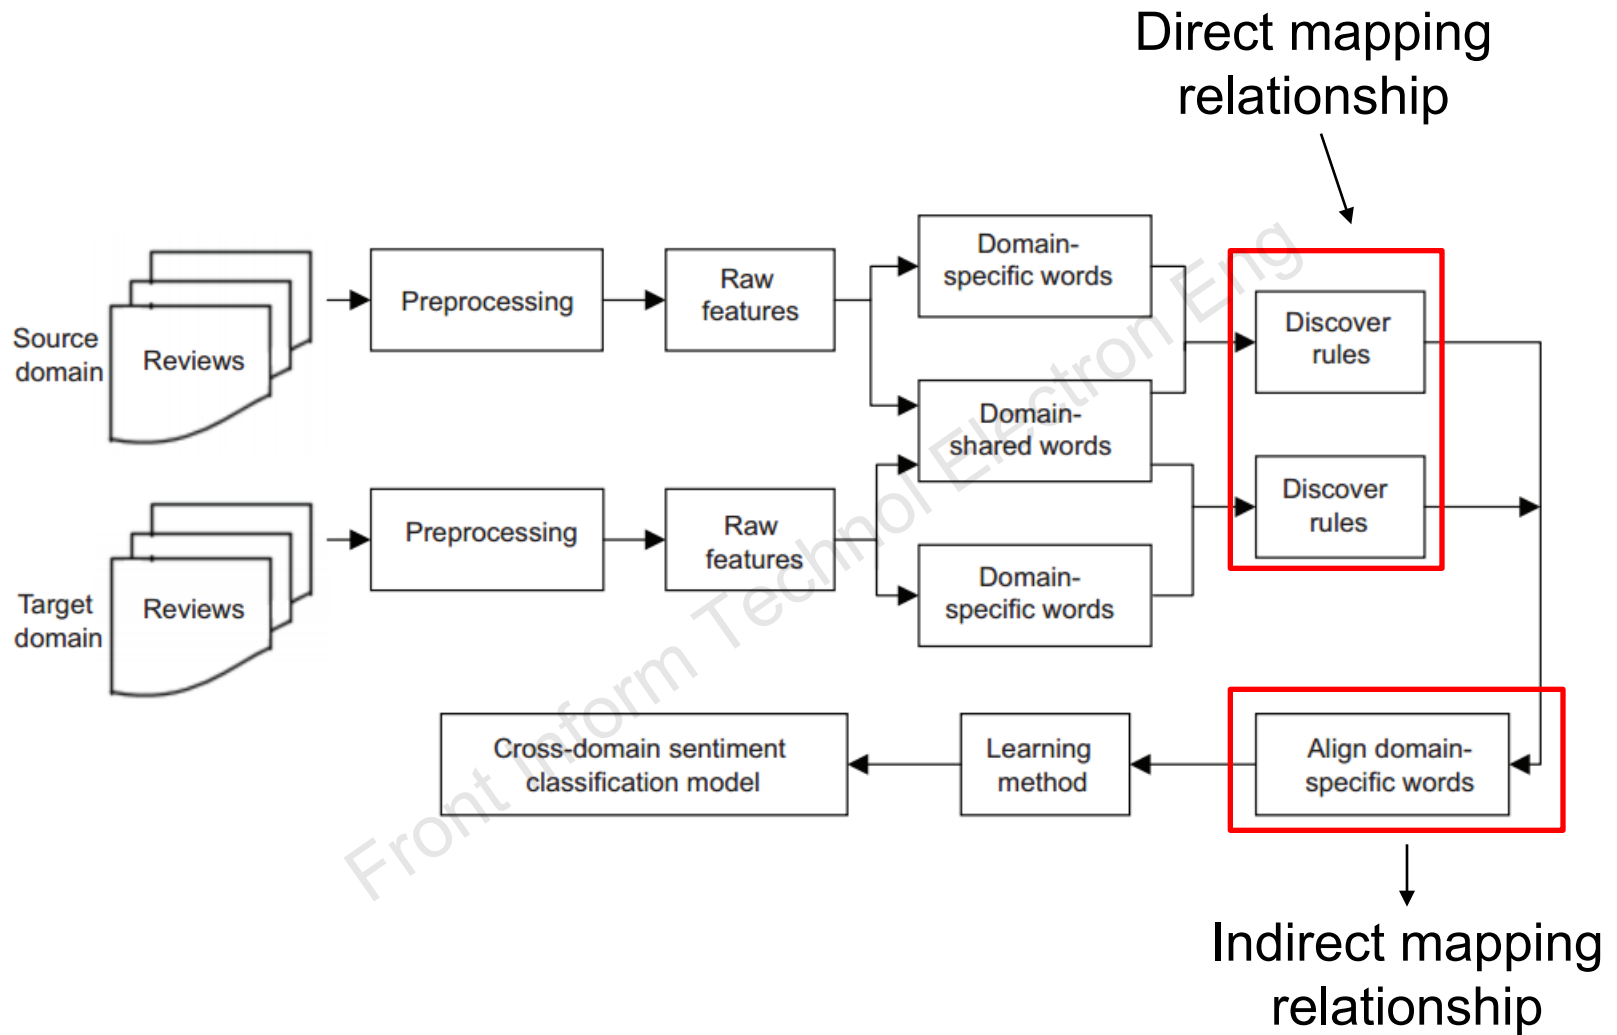 Direct mapping
relationship
Source
domain
Reviews
Preprocessing
Raw
features
Domain-
specific words
Domain-
shared words
Discover
rules
Target
domain
Reviews
Preprocessing
Raw
features
Domain-
specific words
Discover
rules
Cross-domain sentiment
classification model
Learning
method
Align domain-
specific words
Indirect mapping
relationship
Front Inform Technol Electron Eng